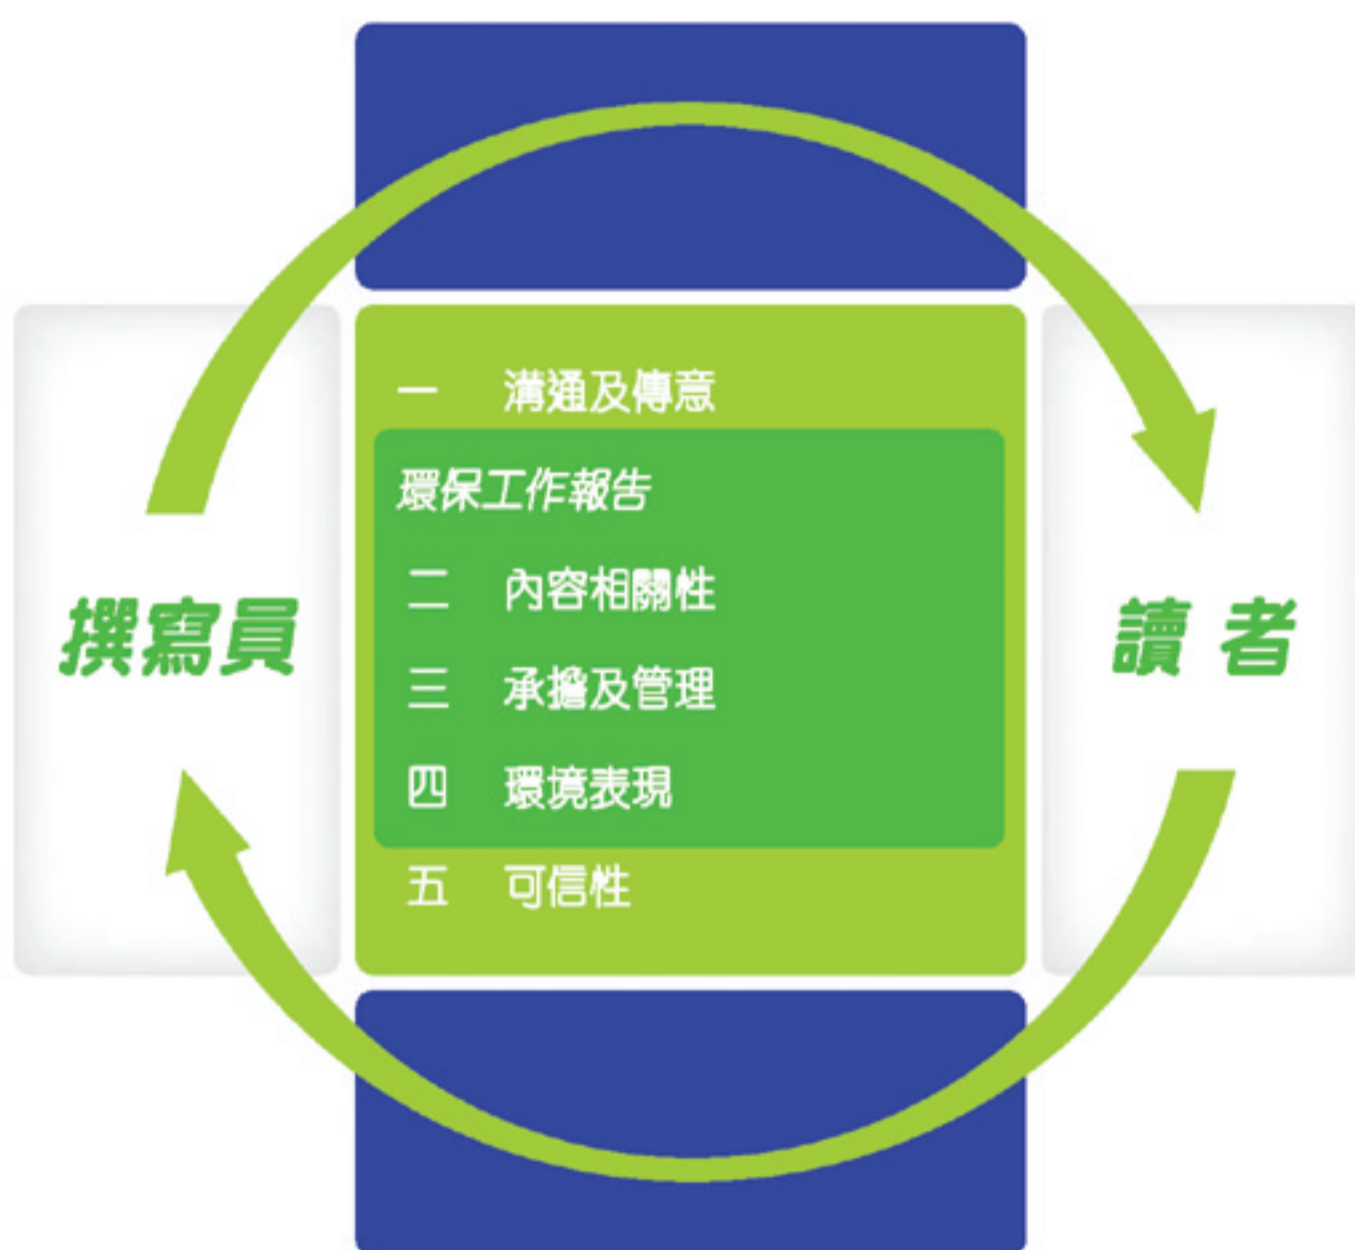 一 溝通及傳意
環保工作報告
二 內容相關性
三 承擔及管理
四 環境表現
五 可信性
撰寫員
讀者